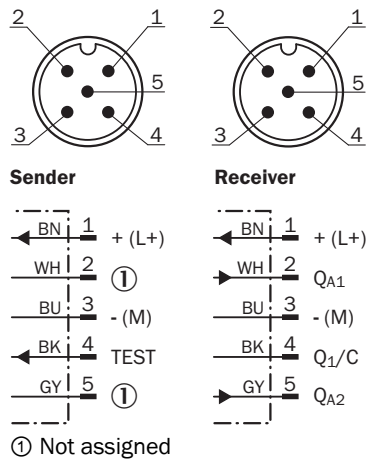 2 1 2 1
5 5
3 4 3 4
Sender Receiver
BN 1 + (L+) BN 1 + (L+)
WH 2 ① WH 2 QA1
BU 3 - (M) BU 3 - (M)
BK 4 TEST BK 4 Q1/C
GY 5 ① GY 5 QA2
① Not assigned